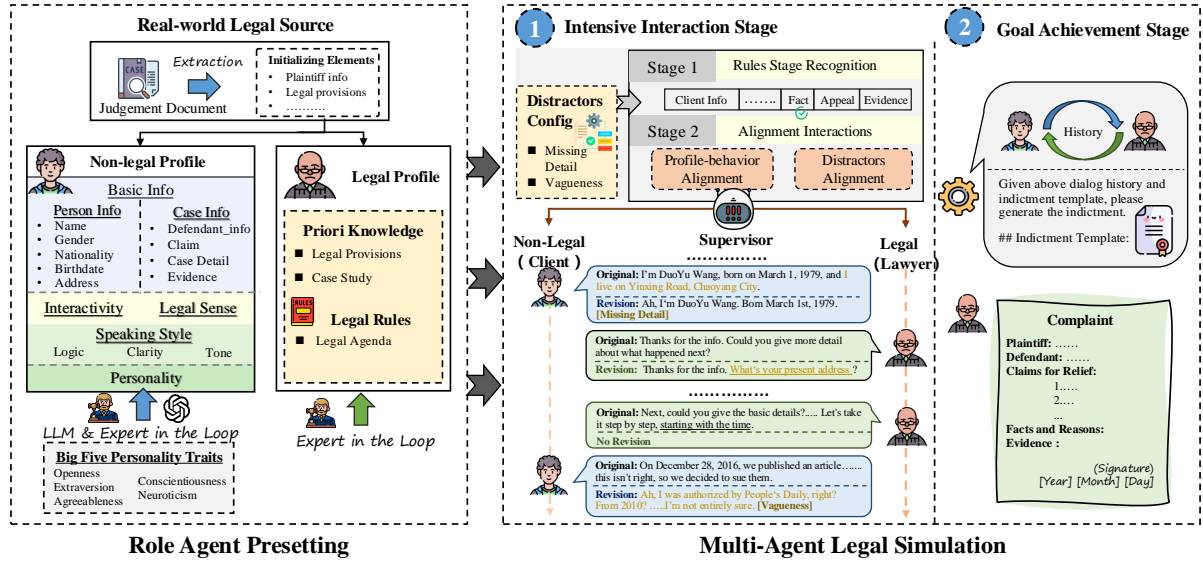 Real-world Legal Source
CASE
Extraction
Judgement Document
Initializing Elements
• Plaintiff info
• Legal provisions
• ..........
Non-legal Profile
Basic Info
Person Info
• Name
• Gender
• Nationality
• Birthdate
• Address
Case Info
• Defendant_info
• Claim
• Case Detail
• Evidence
Interactivity Legal Sense
Speaking Style
Logic Clarity Tone
Personality
LLM & Expert in the Loop
Big Five Personality Traits
Openness
Extraversion
Agreeableness
Conscientiousness
Neuroticism
Legal Profile
Priori Knowledge
■ Legal Provisions
■ Case Study
RULES
Legal Rules
■ Legal Agenda
Expert in the Loop
Role Agent Presetting
1 Intensive Interaction Stage
Distractors
Config
■ Missing
Detail
■ Vagueness
Stage 1 Rules Stage Recognition
Client Info ....... Fact Appeal Evidence
Stage 2 Alignment Interactions
Profile-behavior
Alignment
Distractors
Alignment
Non-Legal
( Client )
Supervisor
Legal
(Lawyer)
...............
Original: I'm DuoYu Wang, born on March 1, 1979, and I
live on Yinxing Road, Chaoyang City.
Revision: I'm DuoYu Wang. Born March 1st, 1979.
[Missing Detail]
Original: Thanks for the info. Could you give more detail
about what happened next?
Revision: Thanks for the info. What's your present address ?
...............
Original: Next, could you give the basic details?..... Let's take
it step by step, starting with the time.
No Revision
Original: On December 28, 2016, we published an article.......
this isn't right, so we decided to sue them.
Revision: Ah, I was authorized by People's Daily, right?
From 2010? .....I'm not entirely sure. [Vagueness]
2 Goal Achievement Stage
History
Given above dialog history and
indictment template, please
generate the indictment.
## Indictment Template:
Complaint
Plaintiff: ......
Defendant: ......
Claims for Relief:
1.....
2....
...
Facts and Reasons:
Evidence :
(Signature)
[Year] [Month] [Day]
Multi-Agent Legal Simulation